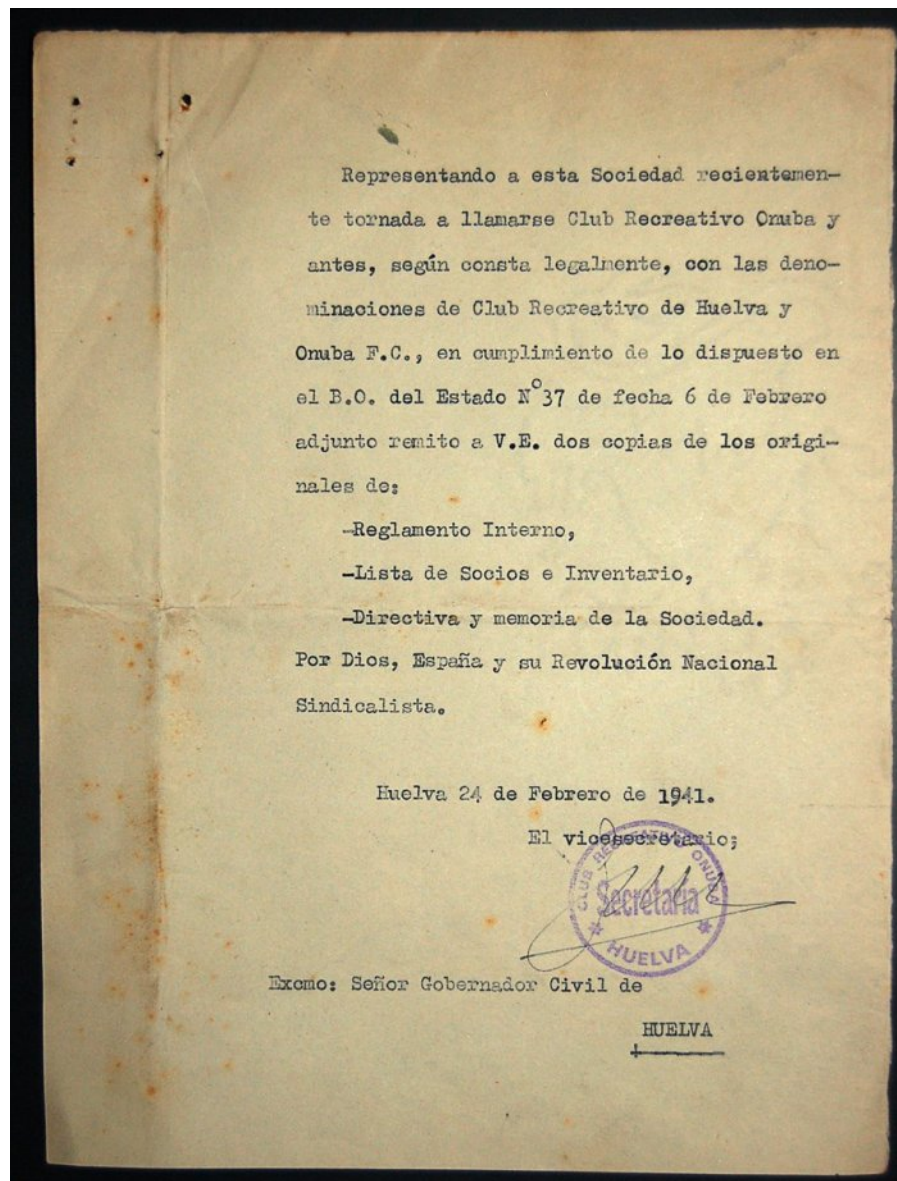 Representando a esta Sociedad recientemen-
te tornada a llamarse Club Recreativo Onuba y
antes, según consta legalmente, con las deno-
minaciones de Club Recreativo de Huelva y
Onuba F.C., en cumplimiento de lo dispuesto en
el B.O. del Estado Nº37 de fecha 6 de Febrero
adjunto remito a V.E. dos copias de los origi-
nales de:
-Reglamento Interno,
-Lista de Socios e Inventario,
-Directiva y memoria de la Sociedad.
Por Dios, España y su Revolución Nacional
Sindicalista.
Huelva 24 de Febrero de 1941.
El vicesecretario;
CLUB RECREATIVO ONUBA
Secretaría
* HUELVA *
Excmo: Señor Gobernador Civil de
HUELVA